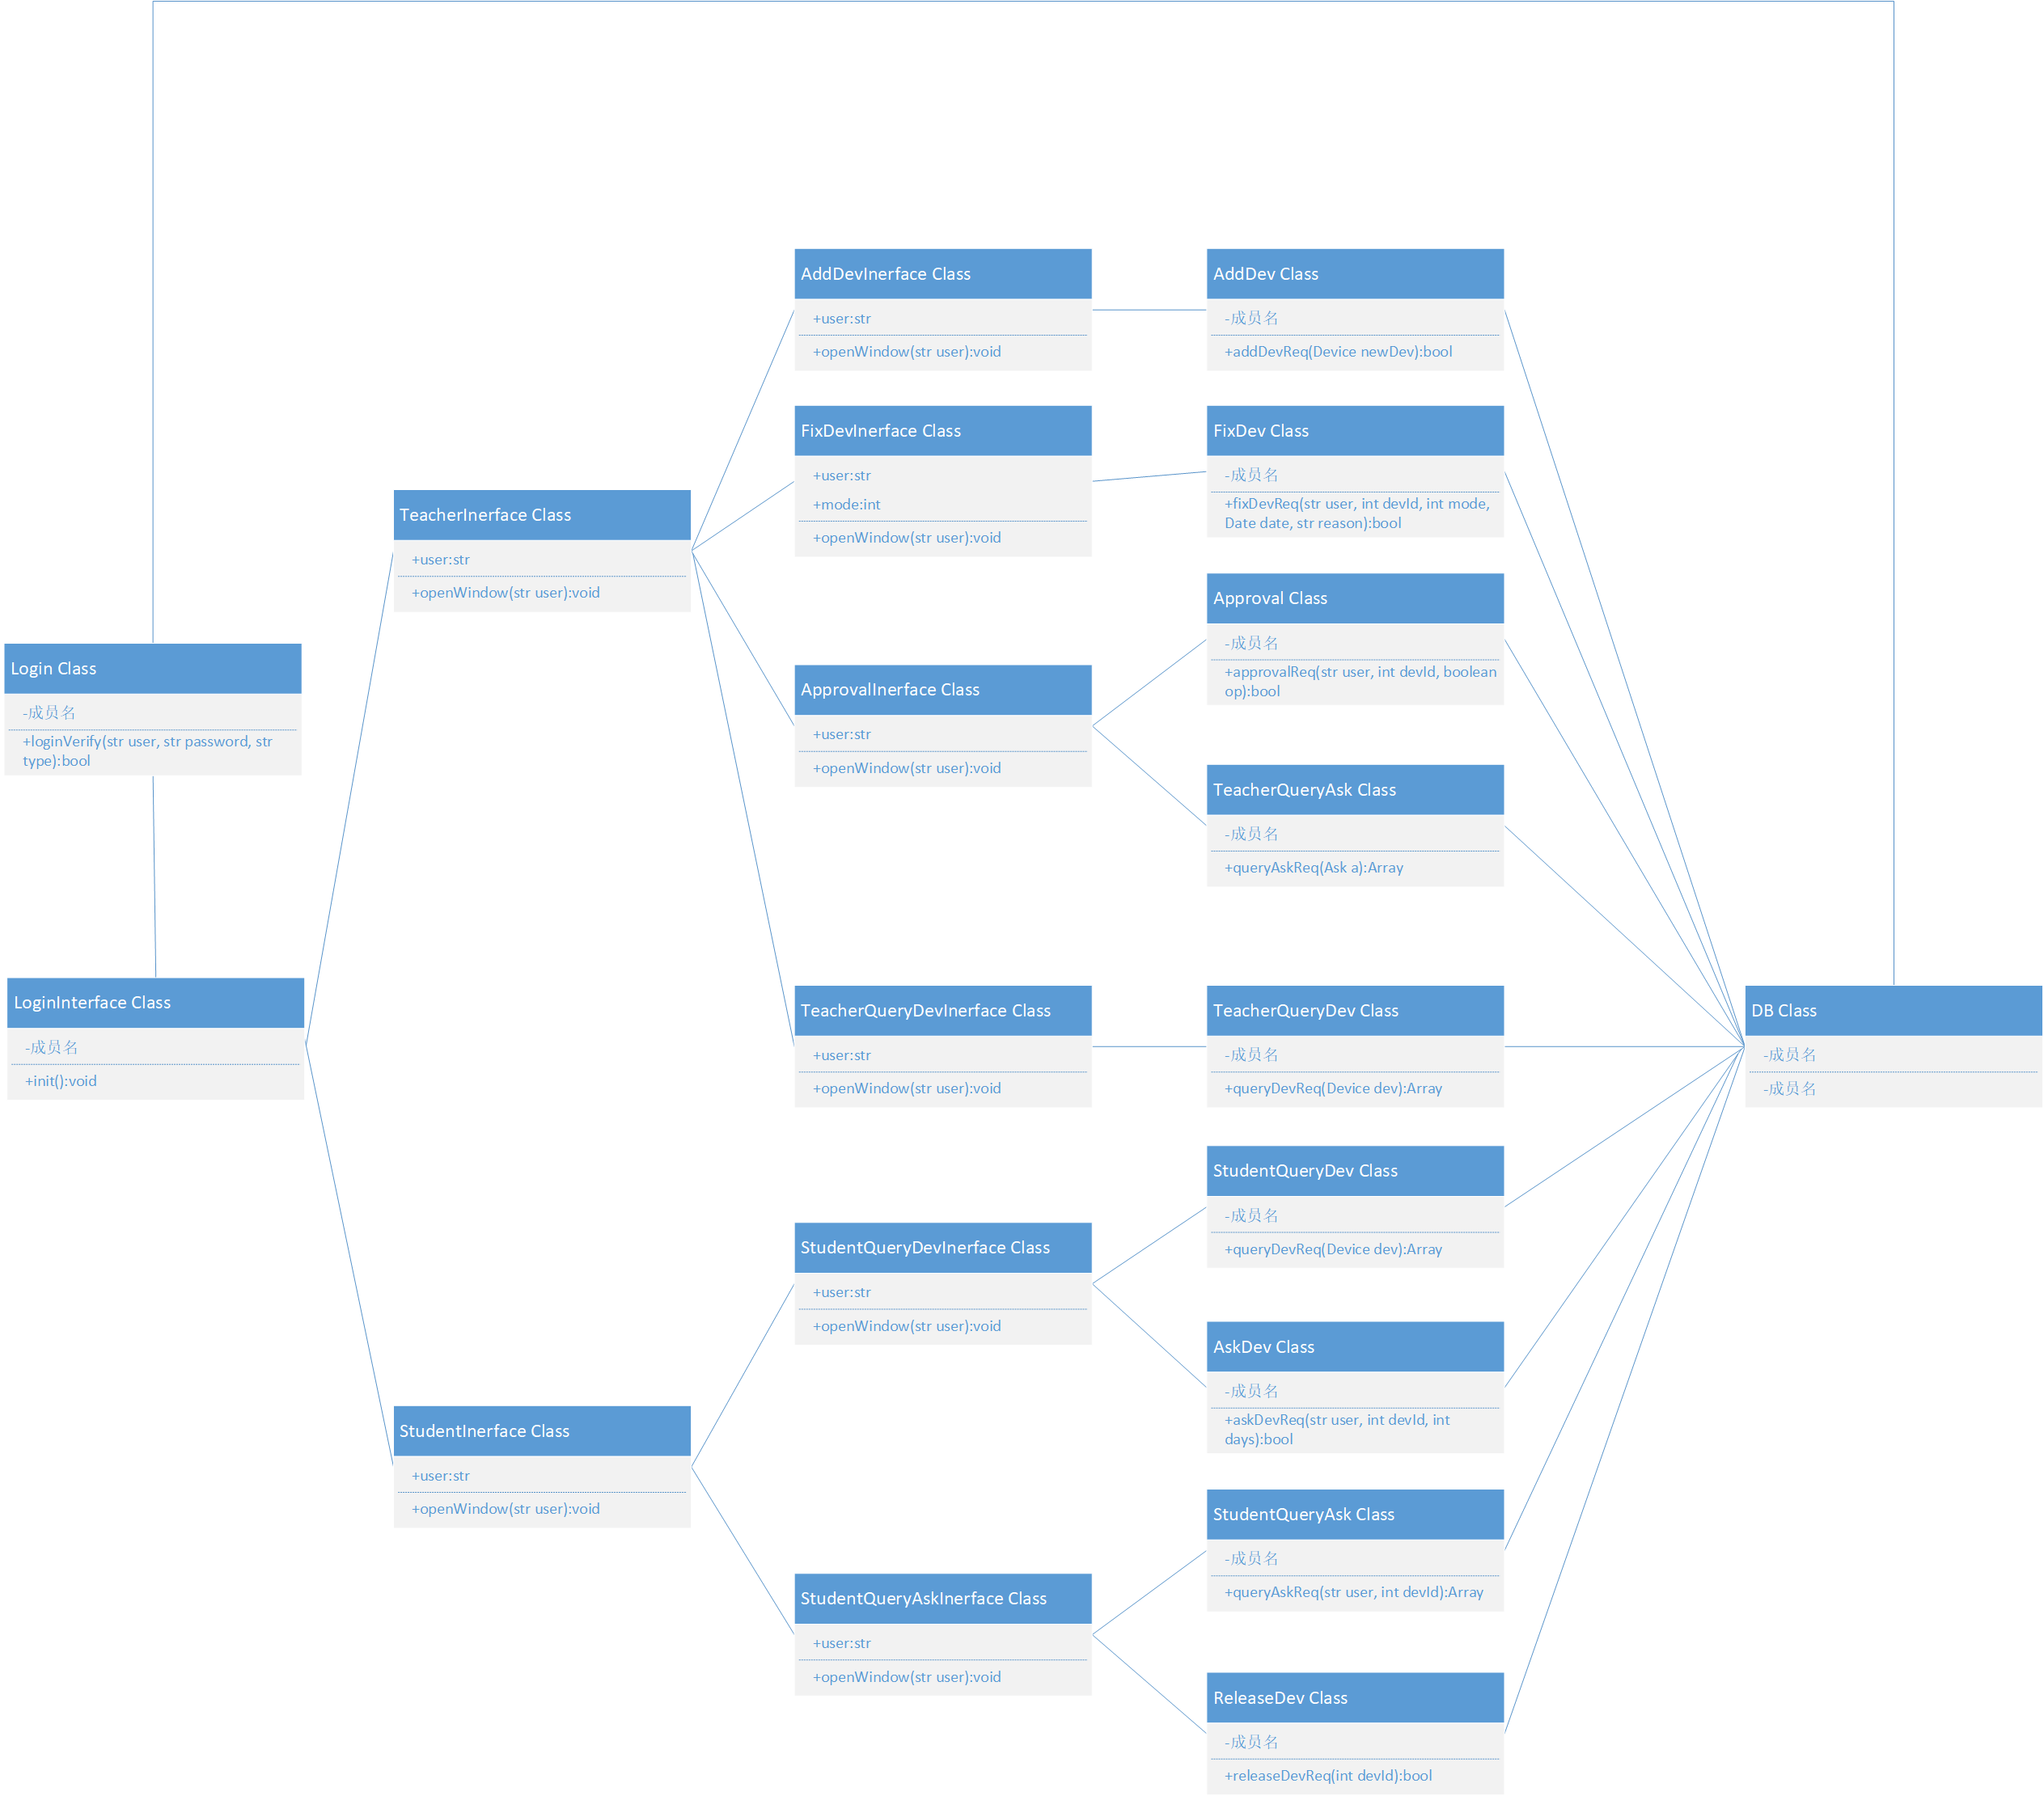 Login Class
-成员名
+loginVerify(str user, str password, str
type):bool
LoginInterface Class
-成员名
+init():void
TeacherInerface Class
+user:str
+openWindow(str user):void
StudentInerface Class
+user:str
+openWindow(str user):void
AddDevInerface Class
+user:str
+openWindow(str user):void
FixDevInerface Class
+user:str
+mode:int
+openWindow(str user):void
ApprovalInerface Class
+user:str
+openWindow(str user):void
TeacherQueryDevInerface Class
+user:str
+openWindow(str user):void
StudentQueryDevInerface Class
+user:str
+openWindow(str user):void
StudentQueryAskInerface Class
+user:str
+openWindow(str user):void
AddDev Class
-成员名
+addDevReq(Device newDev):bool
FixDev Class
-成员名
+fixDevReq(str user, int devId, int mode,
Date date, str reason):bool
Approval Class
-成员名
+approvalReq(str user, int devId, boolean
op):bool
TeacherQueryAsk Class
-成员名
+queryAskReq(Ask a):Array
TeacherQueryDev Class
-成员名
+queryDevReq(Device dev):Array
StudentQueryDev Class
-成员名
+queryDevReq(Device dev):Array
AskDev Class
-成员名
+askDevReq(str user, int devId, int
days):bool
StudentQueryAsk Class
-成员名
+queryAskReq(str user, int devId):Array
ReleaseDev Class
-成员名
+releaseDevReq(int devId):bool
DB Class
-成员名
-成员名